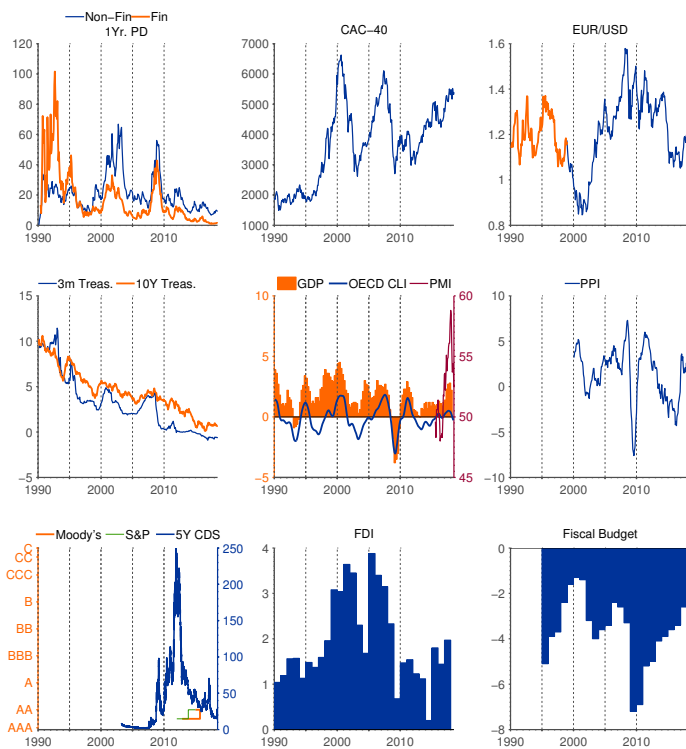 Non−Fin Fin
1Yr. PD
120
100
80
60
40
20
0
1990 2000 2010
CAC−40
7000
6000
5000
4000
3000
2000
1000
1990 2000 2010
EUR/USD
1.6
1.4
1.2
1
0.8
1990 2000 2010
3m Treas. 10Y Treas.
15
10
5
0
−5
1990 2000 2010
GDP OECD CLI PMI
10
5
0
−5
60
55
50
45
1990 2000 2010
PPI
15
10
5
0
−5
−10
1990 2000 2010
Moody's S&P 5Y CDS
C
CC
CCC
B
BB
BBB
A
AA
AAA
250
200
150
100
50
0
1990 2000 2010
FDI
4
3
2
1
0
1990 2000 2010
Fiscal Budget
0
−2
−4
−6
−8
1990 2000 2010